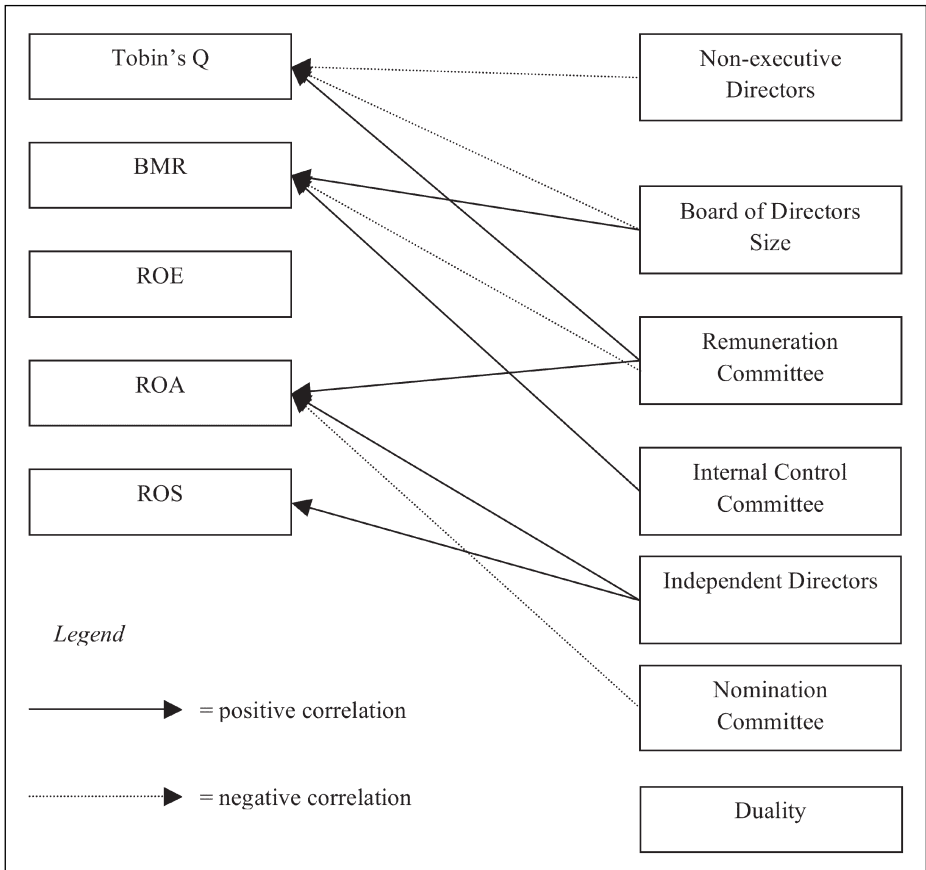 Tobin's Q
BMR
ROE
ROA
ROS
Non-executive
Directors
Board of Directors
Size
Remuneration
Committee
Internal Control
Committee
Independent Directors
Nomination
Committee
Duality
Legend
= positive correlation
= negative correlation